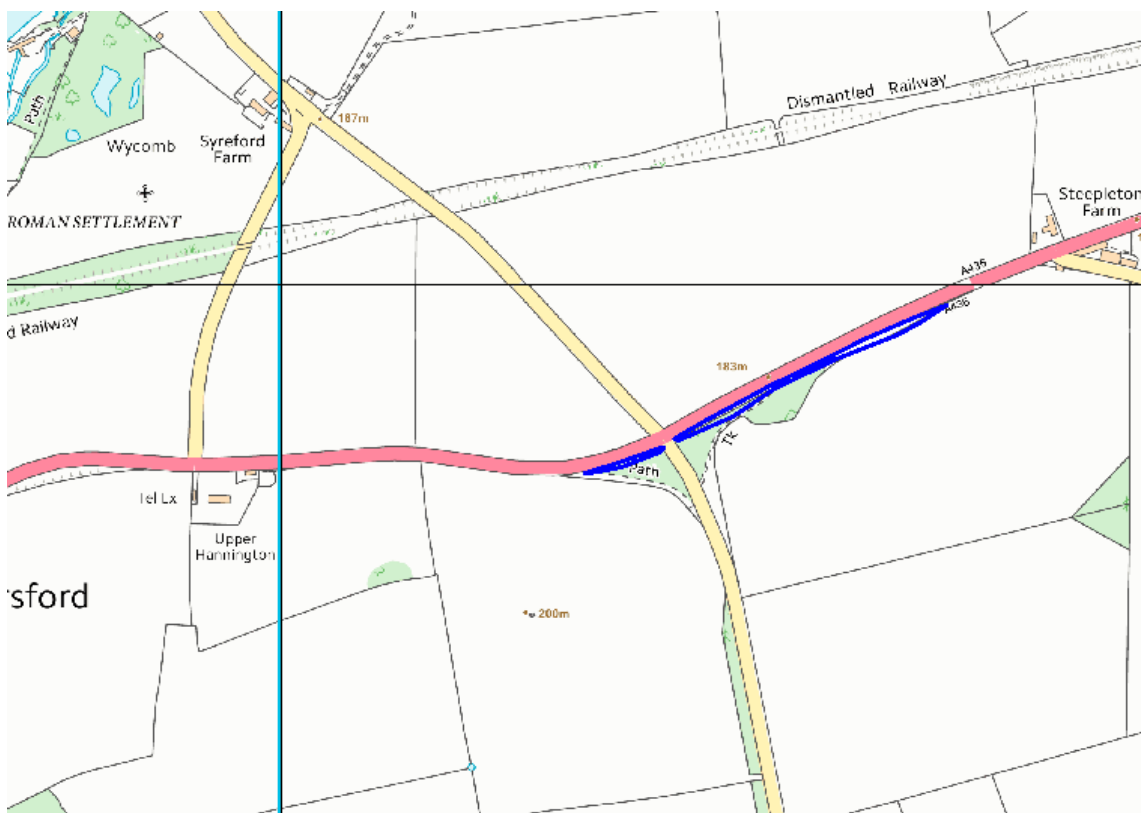 Dismantled Railway
Path
187m
Wycomb
Syreford
Farm
Steepleton
Farm
ROMAN SETTLEMENT
A436
A436
d Railway
183m
TK
Path
Tel Ex
Upper
Hannington
rsford
200m